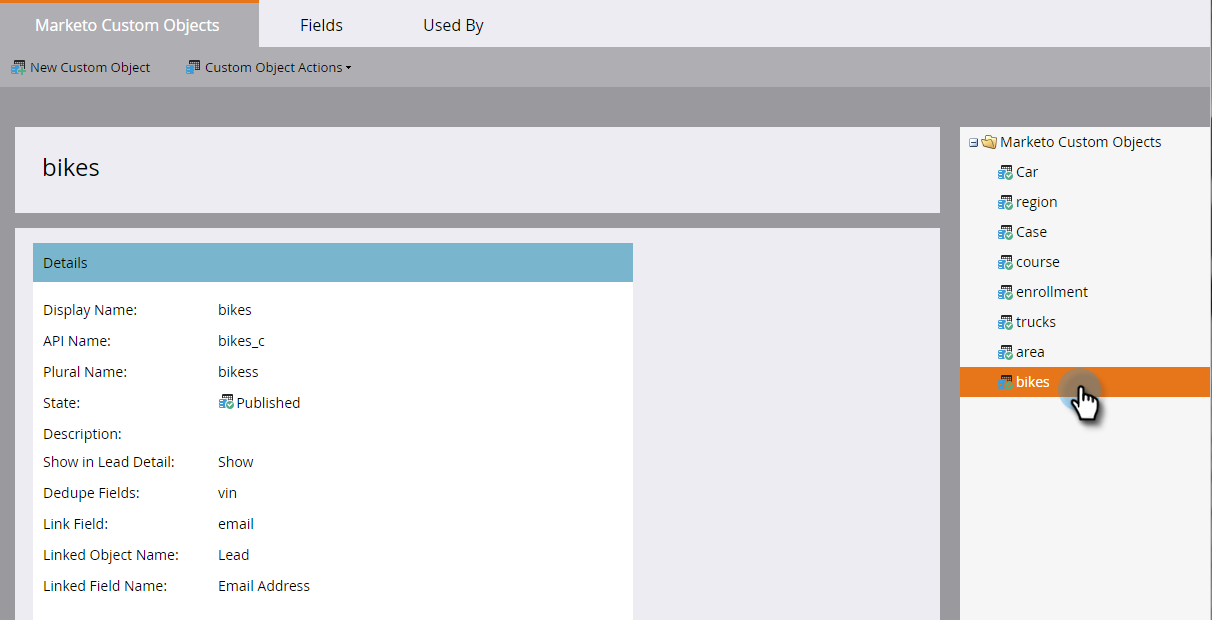 Marketo Custom Objects Fields Used By
New Custom Object Custom Object Actions
bikes
Details
Display Name: bikes
API Name: bikes_c
Plural Name: bikess
State: Published
Description:
Show in Lead Detail: Show
Dedupe Fields: vin
Link Field: email
Linked Object Name: Lead
Linked Field Name: Email Address
Marketo Custom Objects
Car
region
Case
course
enrollment
trucks
area
bikes